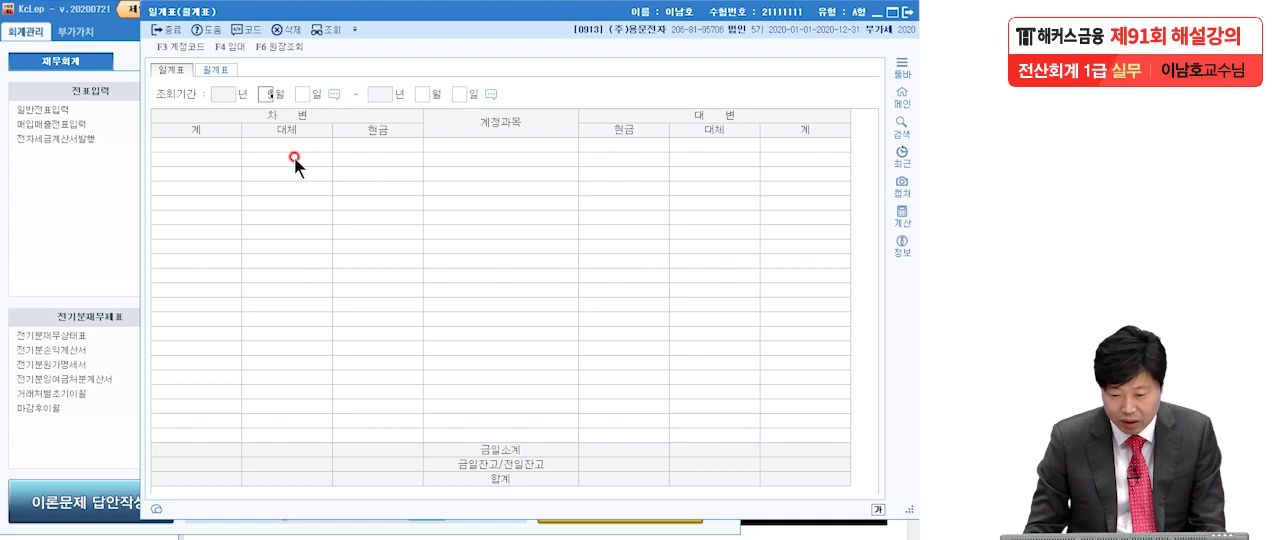 KcLep - v.20200721
회계관리 부가가치
재무회계
전표입력
일반전표입력
매입매출전표입력
전자세금계산서발행
전기분재무제표
전기분재무상태표
전기분손익계산서
전기분원가명세서
전기분잉여금처분계산서
거래처별초기이월
마감후이월
이론문제 답안작성
일계표(월계표)
이름 : 이남호 수험번호 : 21111111 유형 : A형
종료 도움 코드 삭제 조회
[0913] (주)용문전자 206-81-95706 법인 5기 2020-01-01~2020-12-31 부가세 2020
F3 계정코드 F4 임대 F6 원장조회
일계표 월계표
조회기간 : 년 월 일 ~ 년 월 일
차 변 계정과목 대 변
계 대체 현금 현금 대체 계
금일소계
금일잔고/전일잔고
합계
가
툴바
메인
검색
최근
캡처
계산
정보
해커스금융 제91회 해설강의
전산회계 1급 실무 | 이남호교수님